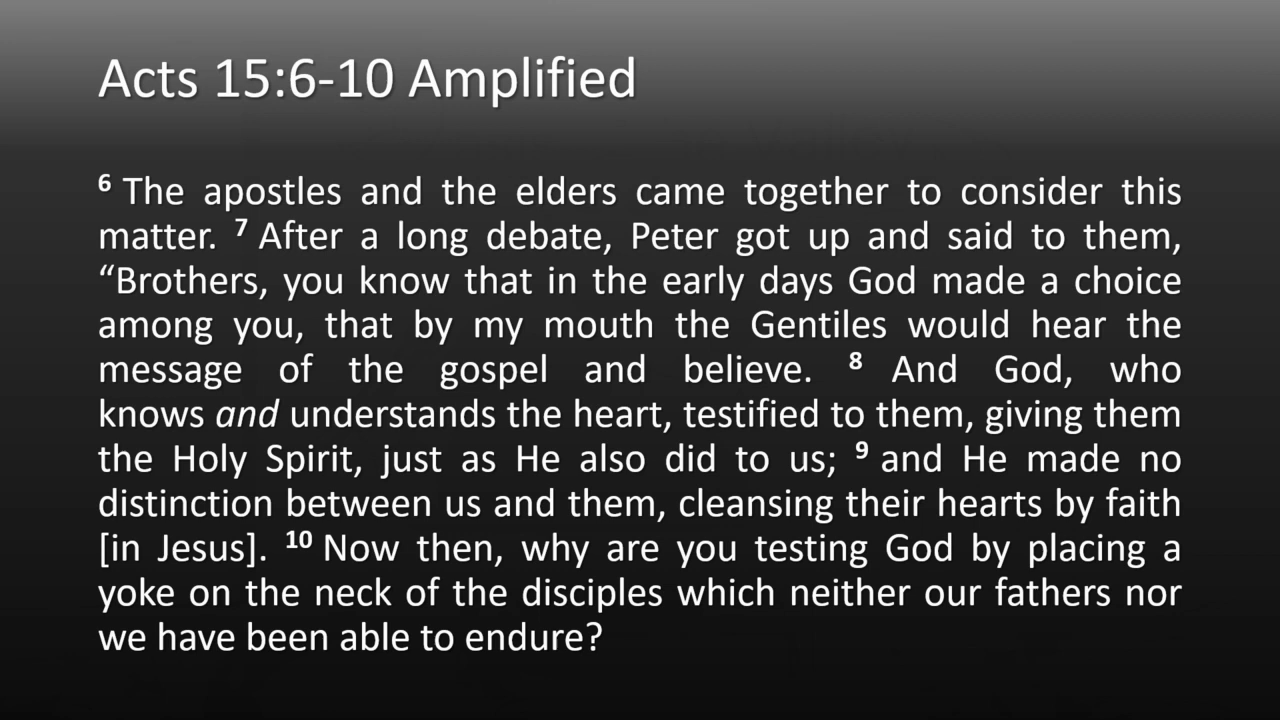 Acts 15:6-10 Amplified
6 The apostles and the elders came together to consider this
matter. 7 After a long debate, Peter got up and said to them,
“Brothers, you know that in the early days God made a choice
among you, that by my mouth the Gentiles would hear the
message of the gospel and believe. 8 And God, who
knows and understands the heart, testified to them, giving them
the Holy Spirit, just as He also did to us; 9 and He made no
distinction between us and them, cleansing their hearts by faith
[in Jesus]. 10 Now then, why are you testing God by placing a
yoke on the neck of the disciples which neither our fathers nor
we have been able to endure?